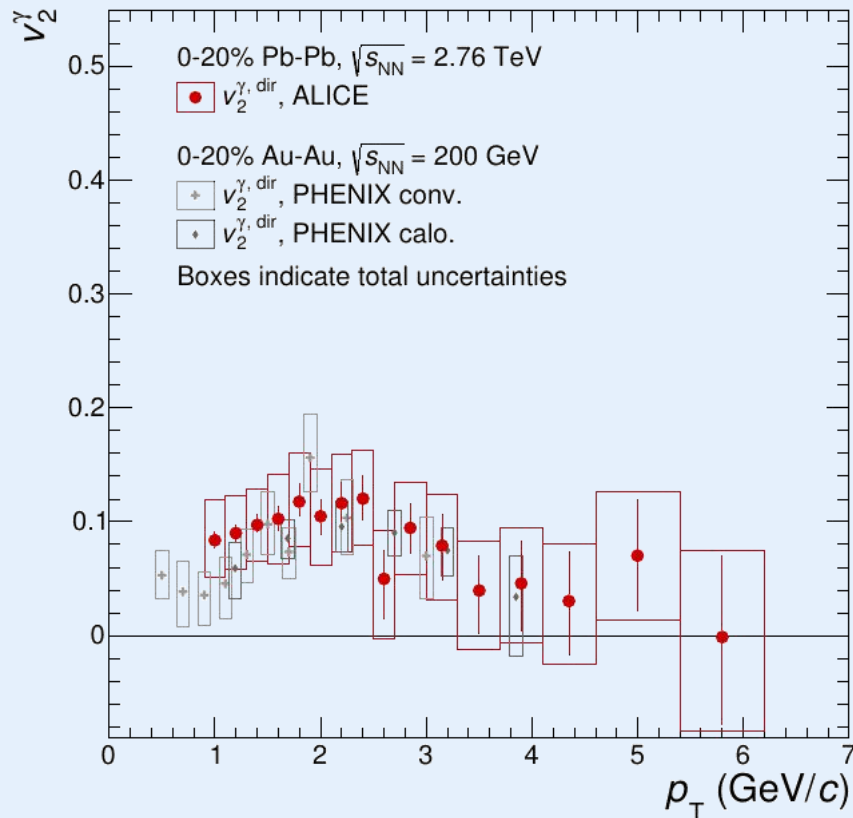 v₂^γ
0-20% Pb-Pb, √s_NN = 2.76 TeV
v₂^γ, dir, ALICE
0-20% Au-Au, √s_NN = 200 GeV
v₂^γ, dir, PHENIX conv.
v₂^γ, dir, PHENIX calo.
Boxes indicate total uncertainties
0.5
0.4
0.3
0.2
0.1
0
0 1 2 3 4 5 6 7
p_T (GeV/c)